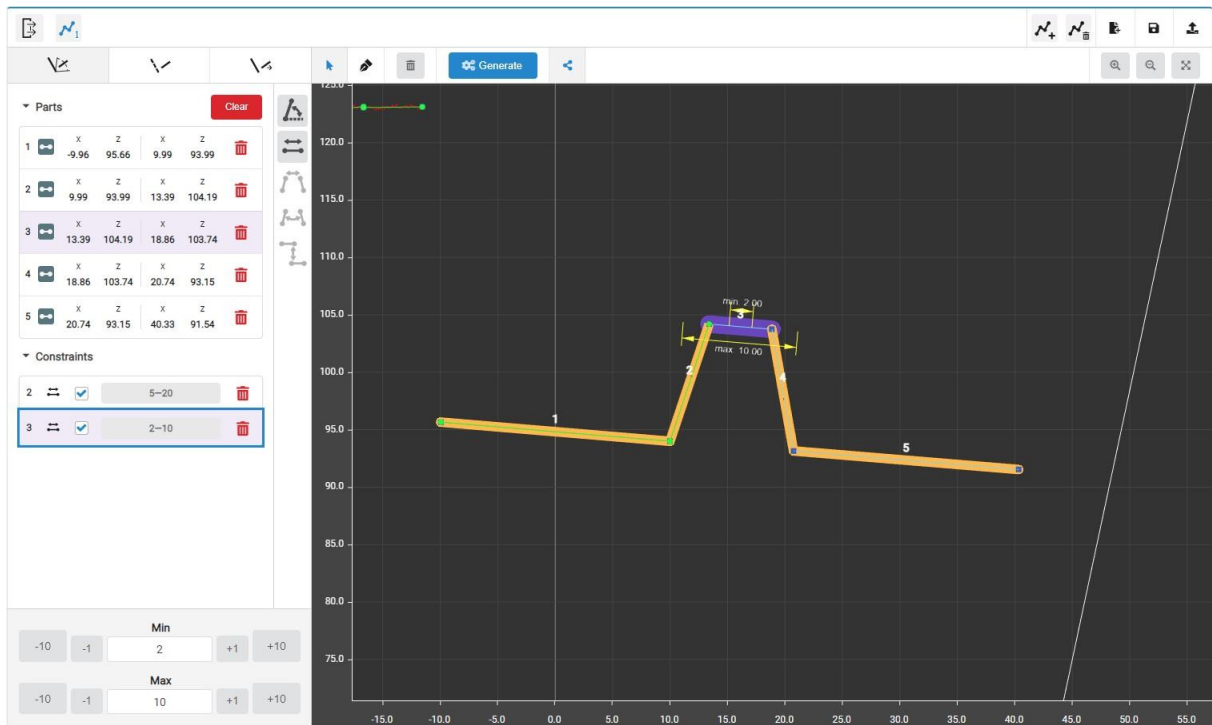 1
Generate
Parts
Clear
X Z X Z
1 -9.96 95.66 9.99 93.99
X Z X Z
2 9.99 93.99 13.39 104.19
X Z X Z
3 13.39 104.19 18.86 103.74
X Z X Z
4 18.86 103.74 20.74 93.15
X Z X Z
5 20.74 93.15 40.33 91.54
Constraints
2 5–20
3 2–10
Min
-10 -1 2 +1 +10
Max
-10 -1 10 +1 +10
125.0
120.0
115.0
110.0
105.0
100.0
95.0
90.0
85.0
80.0
75.0
min 2.00
3
max 10.00
2
4
1
5
-15.0 -10.0 -5.0 0.0 5.0 10.0 15.0 20.0 25.0 30.0 35.0 40.0 45.0 50.0 55.0